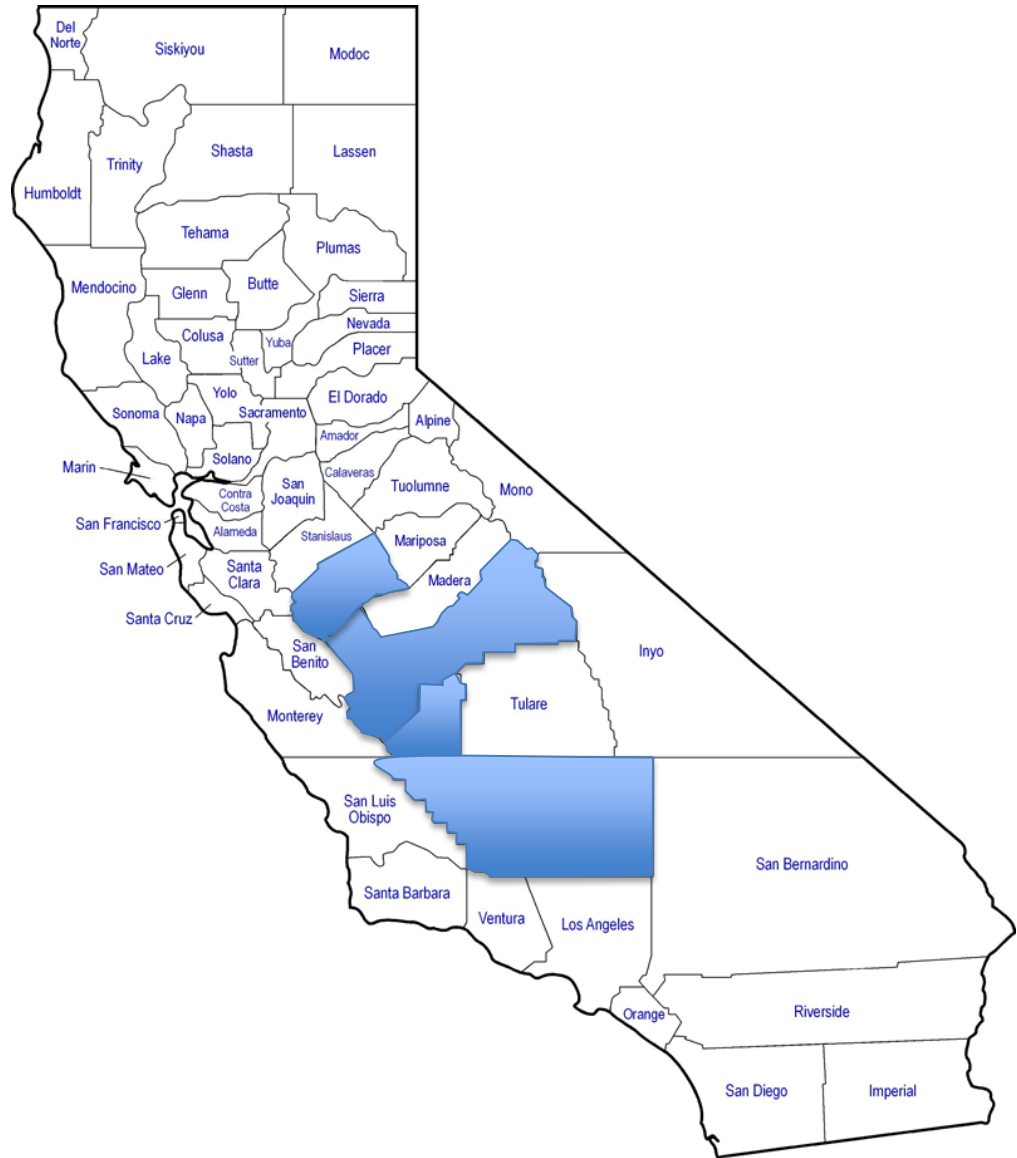 Del
Norte
Siskiyou
Modoc
Trinity
Shasta
Lassen
Humboldt
Tehama
Plumas
Mendocino
Glenn
Butte
Sierra
Nevada
Colusa
Yuba
Placer
Lake
Sutter
Yolo
El Dorado
Sonoma
Napa
Sacramento
Alpine
Amador
Marin
Solano
Calaveras
Tuolumne
Mono
San
Joaquin
Contra
Costa
San Francisco
Alameda
Stanislaus
Mariposa
San Mateo
Santa
Clara
Madera
Santa Cruz
San
Benito
Inyo
Monterey
Tulare
San Luis
Obispo
San Bernardino
Santa Barbara
Ventura
Los Angeles
Orange
Riverside
San Diego
Imperial